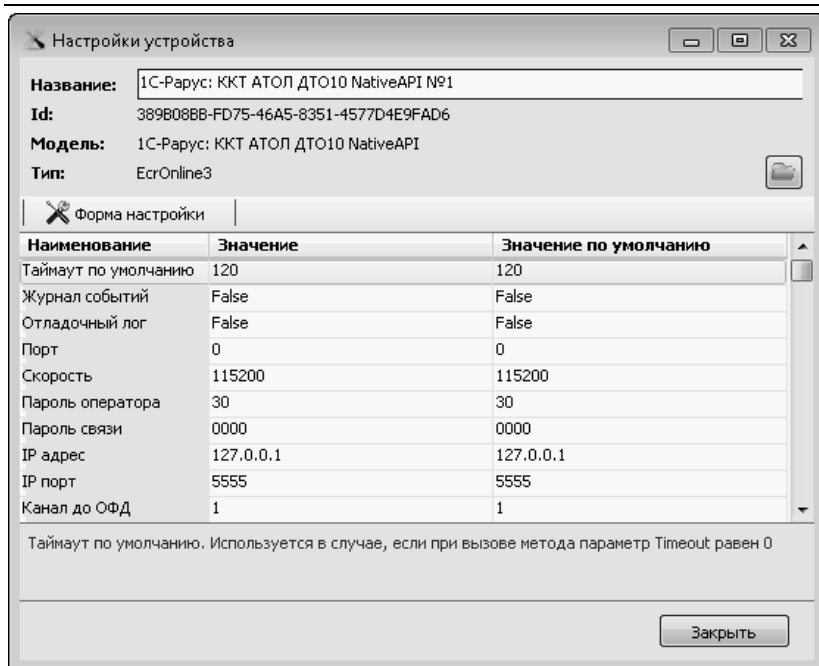 Настройки устройства
Название: 1С-Рарус: ККТ АТОЛ ДТО10 NativeAPI №1
Id: 389B08BB-FD75-46A5-8351-4577D4E9FAD6
Модель: 1С-Рарус: ККТ АТОЛ ДТО10 NativeAPI
Тип: EcrOnline3
Форма настройки
Наименование Значение Значение по умолчанию
Таймаут по умолчанию 120 120
Журнал событий False False
Отладочный лог False False
Порт 0 0
Скорость 115200 115200
Пароль оператора 30 30
Пароль связи 0000 0000
IP адрес 127.0.0.1 127.0.0.1
IP порт 5555 5555
Канал до ОФД 1 1
Таймаут по умолчанию. Используется в случае, если при вызове метода параметр Timeout равен 0
Закрыть